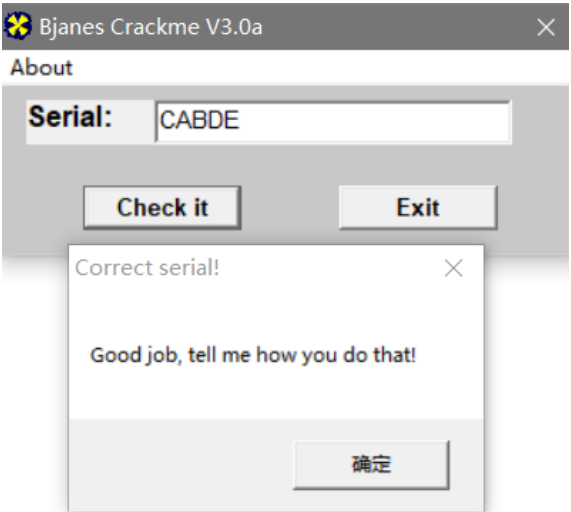 Bjanes Crackme V3.0a
About
Serial: CABDE
Check it Exit
Correct serial!
Good job, tell me how you do that!
确定